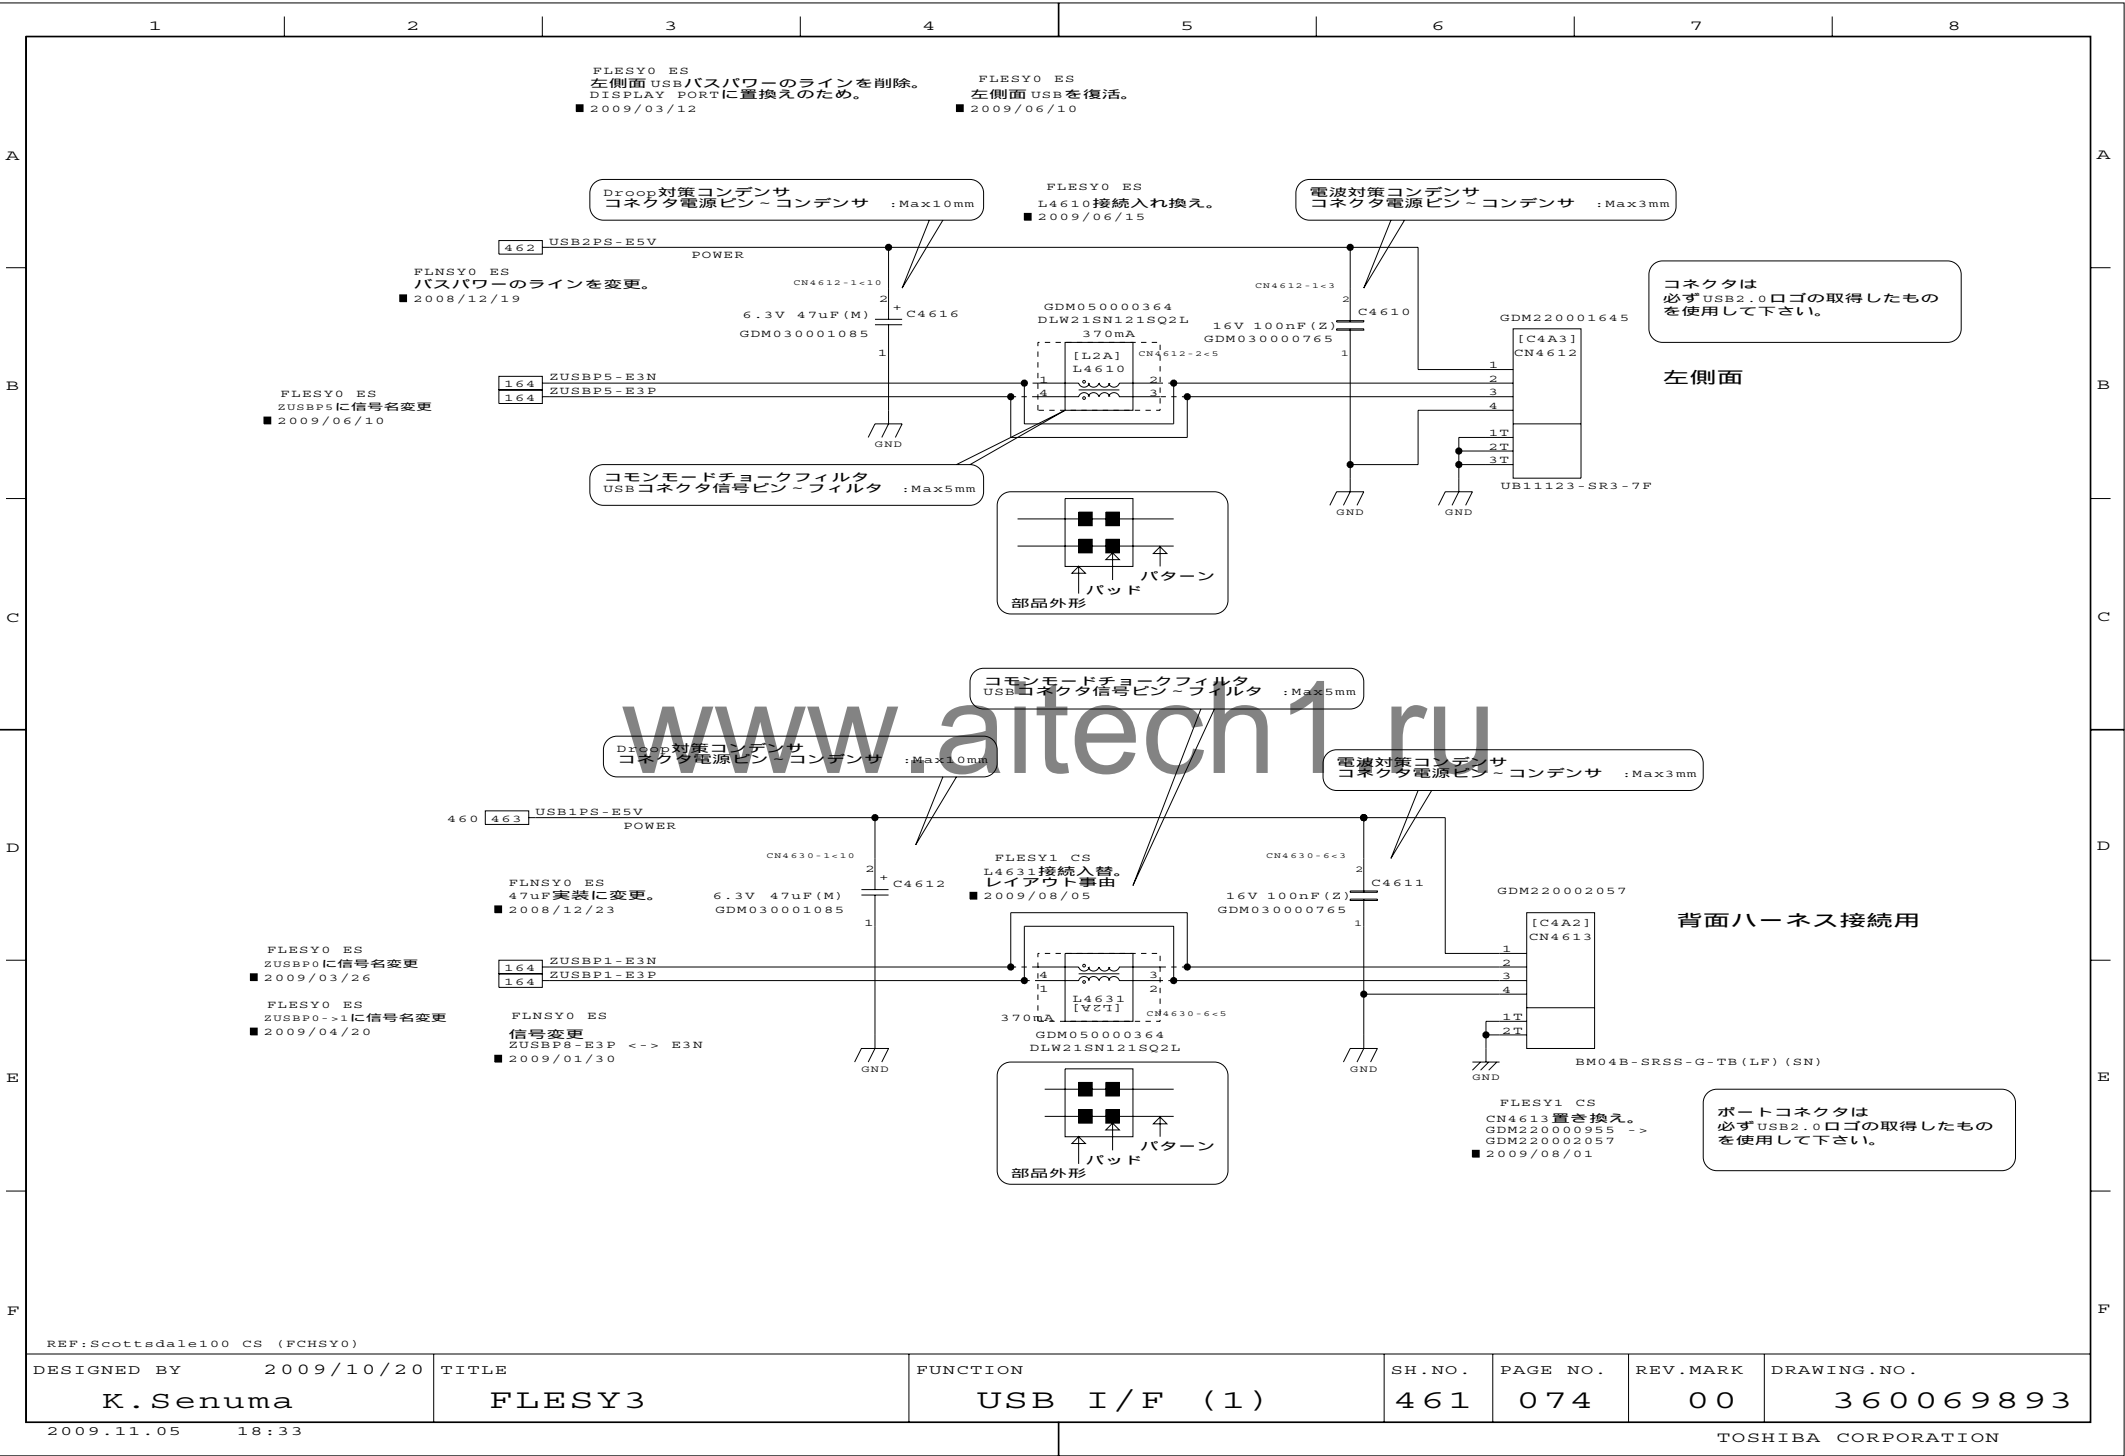 1 2 3 4 5 6 7 8
FLESY0 ES
左側面USBバスパワーのラインを削除。
DISPLAY PORTに置換えのため。
■ 2009/03/12
FLESY0 ES
左側面USBを復活。
■ 2009/06/10
A
A
Droop対策コンデンサ
コネクタ電源ピン~コンデンサ :Max10mm
FLESY0 ES
L4610接続入れ換え。
■ 2009/06/15
電波対策コンデンサ
コネクタ電源ピン~コンデンサ :Max3mm
462 USB2PS-E5V
POWER
FLNSY0 ES
バスパワーのラインを変更。
■ 2008/12/19
CN4612-1<10
2
+
C4616
6.3V 47uF(M)
GDM030001085
1
GND
GDM050000364
DLW21SN121SQ2L
370mA
[L2A]
L4610
CN4612-2<5
1 2
4 3
CN4612-1<3
2
C4610
16V 100nF(Z)
GDM030000765
1
GND
コネクタは
必ずUSB2.0ロゴの取得したもの
を使用して下さい。
GDM220001645
[C4A3]
CN4612
1
2
3
4
1T
2T
3T
UB11123-SR3-7F
GND
左側面
B
B
164 ZUSBP5-E3N
164 ZUSBP5-E3P
FLESY0 ES
ZUSBP5に信号名変更
■ 2009/06/10
コモンモードチョークフィルタ
USBコネクタ信号ピン~フィルタ :Max5mm
パターン
パッド
部品外形
C
C
コモンモードチョークフィルタ
USBコネクタ信号ピン~フィルタ :Max5mm
www.aitech1.ru
Droop対策コンデンサ
コネクタ電源ピン~コンデンサ :Max10mm
電波対策コンデンサ
コネクタ電源ピン~コンデンサ :Max3mm
460 463 USB1PS-E5V
POWER
D
D
CN4630-1<10
2
+
C4612
6.3V 47uF(M)
GDM030001085
1
GND
FLNSY0 ES
47uF実装に変更。
■ 2008/12/23
FLESY1 CS
L4631接続入替。
レイアウト事由
■ 2009/08/05
CN4630-6<3
2
C4611
16V 100nF(Z)
GDM030000765
1
GND
GDM220002057
[C4A2]
CN4613
1
2
3
4
1T
2T
BM04B-SRSS-G-TB(LF)(SN)
GND
背面ハーネス接続用
FLESY0 ES
ZUSBP0に信号名変更
■ 2009/03/26
164 ZUSBP1-E3N
164 ZUSBP1-E3P
4 3
1 2
L4631
[L2A]
370mA
CN4630-6<5
GDM050000364
DLW21SN121SQ2L
FLESY0 ES
ZUSBP0->1に信号名変更
■ 2009/04/20
FLNSY0 ES
信号変更
ZUSBP8-E3P <-> E3N
■ 2009/01/30
E
E
パターン
パッド
部品外形
FLESY1 CS
CN4613置き換え。
GDM220000955 ->
GDM220002057
■ 2009/08/01
ポートコネクタは
必ずUSB2.0ロゴの取得したもの
を使用して下さい。
F
F
REF:Scottsdale100 CS (FCHSY0)
DESIGNED BY 2009/10/20
K.Senuma
TITLE
FLESY3
FUNCTION
USB I/F (1)
SH.NO.
461
PAGE NO.
074
REV.MARK
00
DRAWING.NO.
360069893
2009.11.05 18:33
TOSHIBA CORPORATION